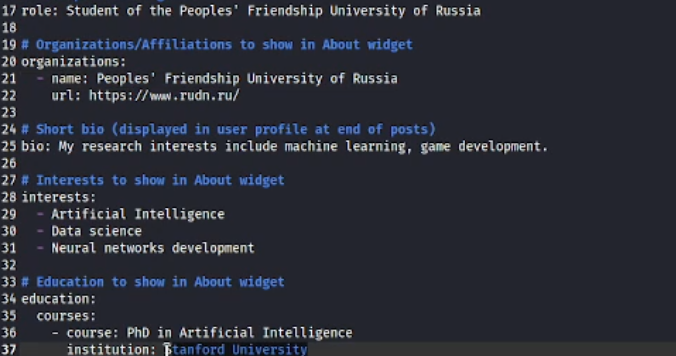 17 role: Student of the Peoples' Friendship University of Russia
18
19 # Organizations/Affiliations to show in About widget
20 organizations:
21   - name: Peoples' Friendship University of Russia
22     url: https://www.rudn.ru/
23
24 # Short bio (displayed in user profile at end of posts)
25 bio: My research interests include machine learning, game development.
26
27 # Interests to show in About widget
28 interests:
29   - Artificial Intelligence
30   - Data science
31   - Neural networks development
32
33 # Education to show in About widget
34 education:
35   courses:
36     - course: PhD in Artificial Intelligence
37       institution: Stanford University